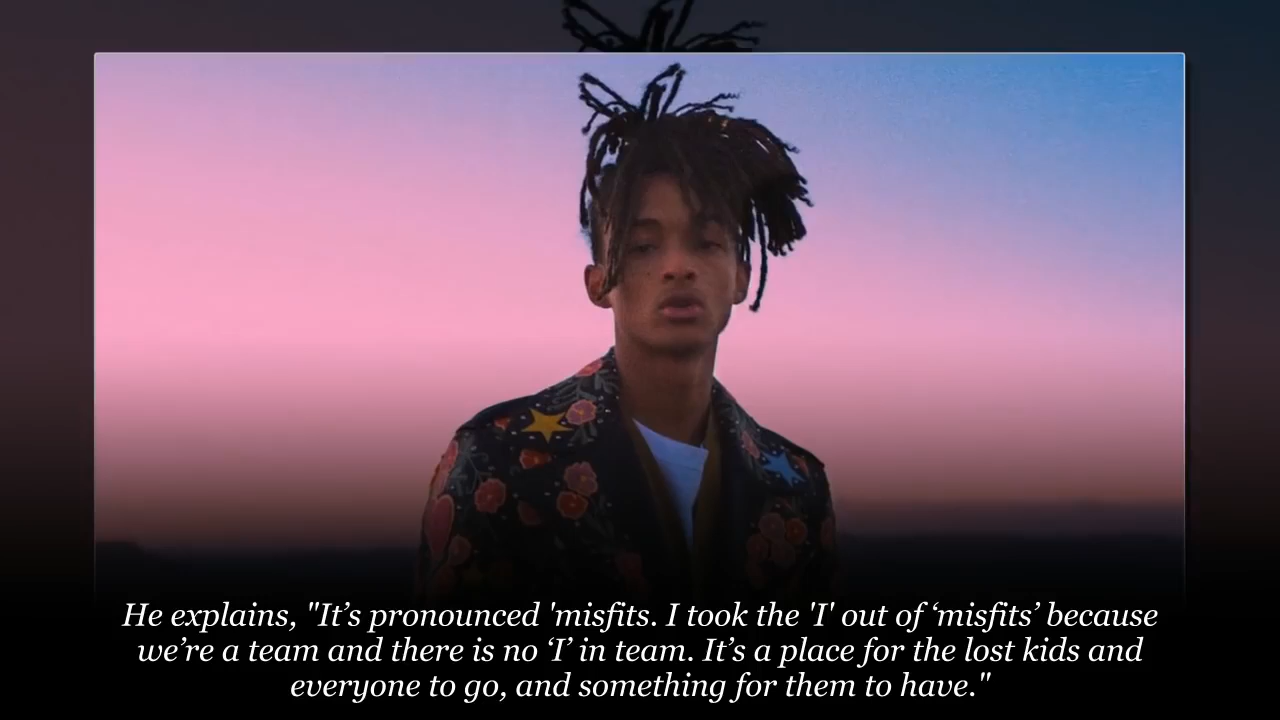 He explains, "It’s pronounced 'misfits. I took the 'I' out of ‘misfits’ because
we’re a team and there is no ‘I’ in team. It’s a place for the lost kids and
everyone to go, and something for them to have."